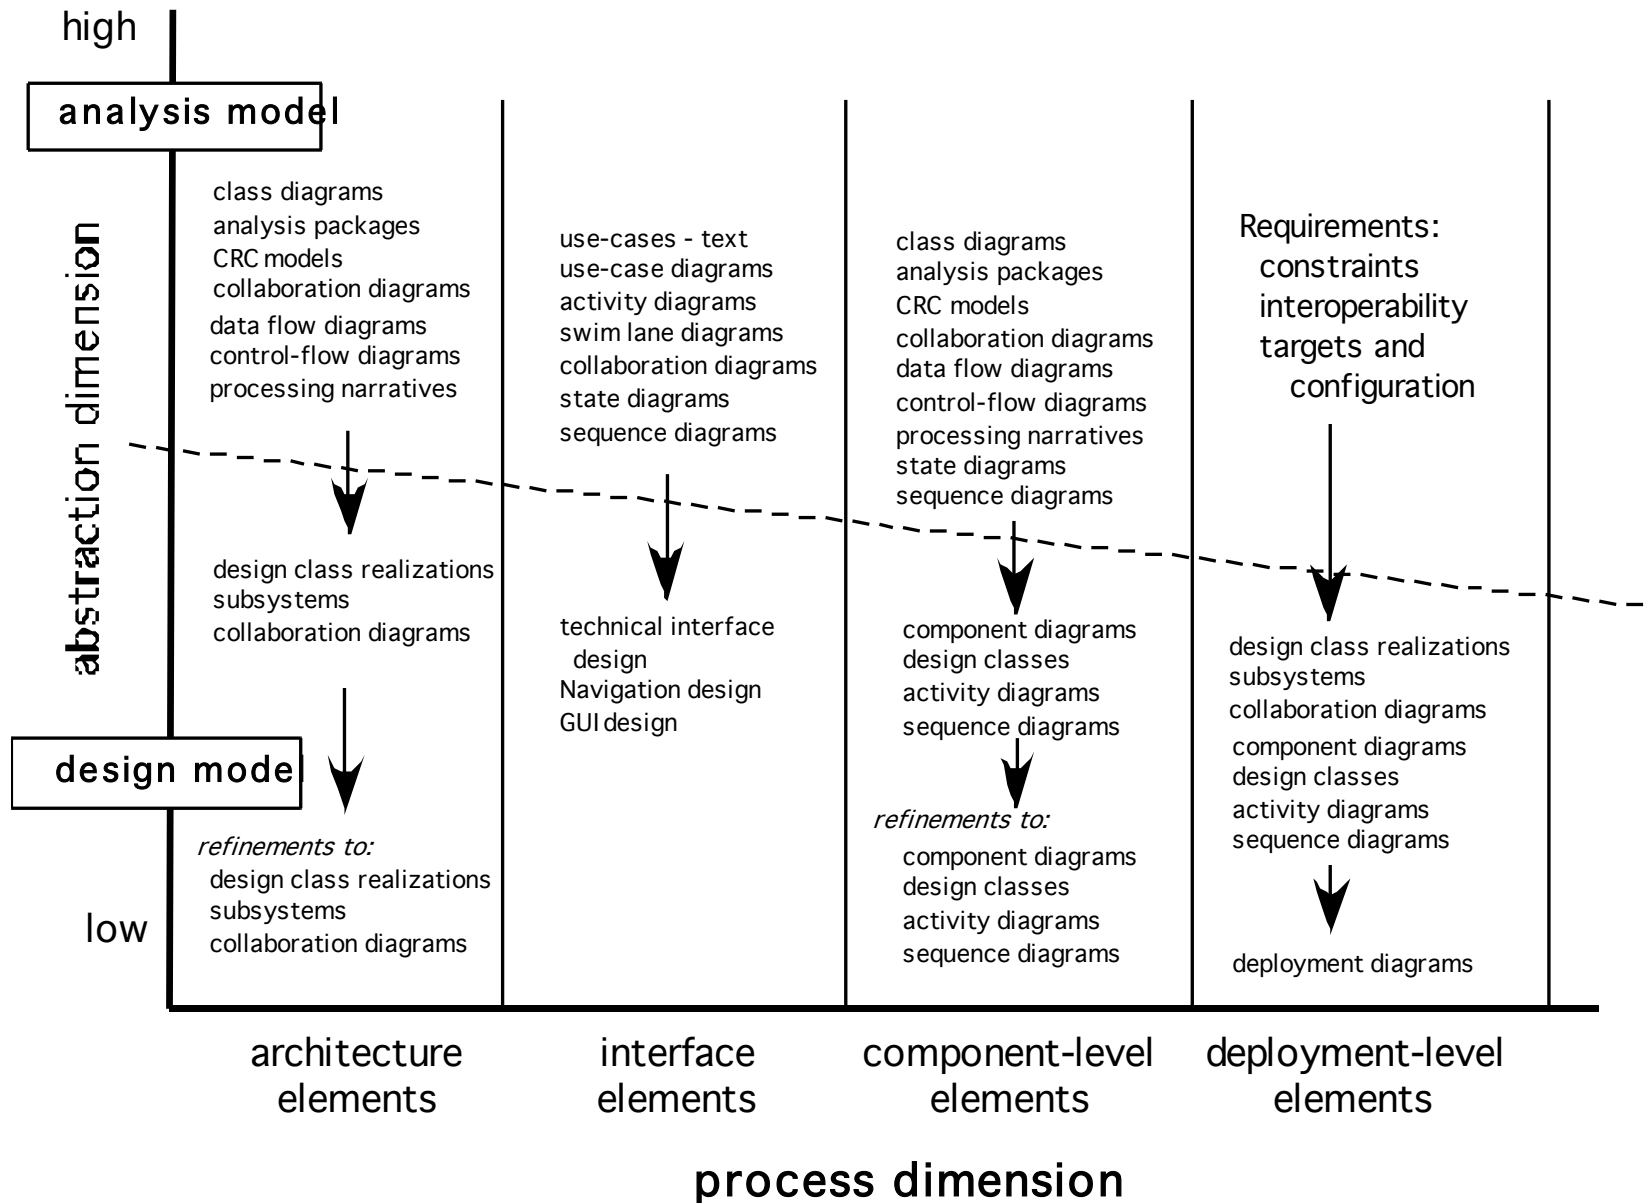 high
analysis model
abstraction dimension
design model
low
class diagrams
analysis packages
CRC models
collaboration diagrams
data flow diagrams
control-flow diagrams
processing narratives
design class realizations
subsystems
collaboration diagrams
refinements to:
design class realizations
subsystems
collaboration diagrams
use-cases - text
use-case diagrams
activity diagrams
swim lane diagrams
collaboration diagrams
state diagrams
sequence diagrams
technical interface
design
Navigation design
GUI design
class diagrams
analysis packages
CRC models
collaboration diagrams
data flow diagrams
control-flow diagrams
processing narratives
state diagrams
sequence diagrams
component diagrams
design classes
activity diagrams
sequence diagrams
refinements to:
component diagrams
design classes
activity diagrams
sequence diagrams
Requirements:
constraints
interoperability
targets and
configuration
design class realizations
subsystems
collaboration diagrams
component diagrams
design classes
activity diagrams
sequence diagrams
deployment diagrams
architecture
elements
interface
elements
component-level
elements
deployment-level
elements
process dimension